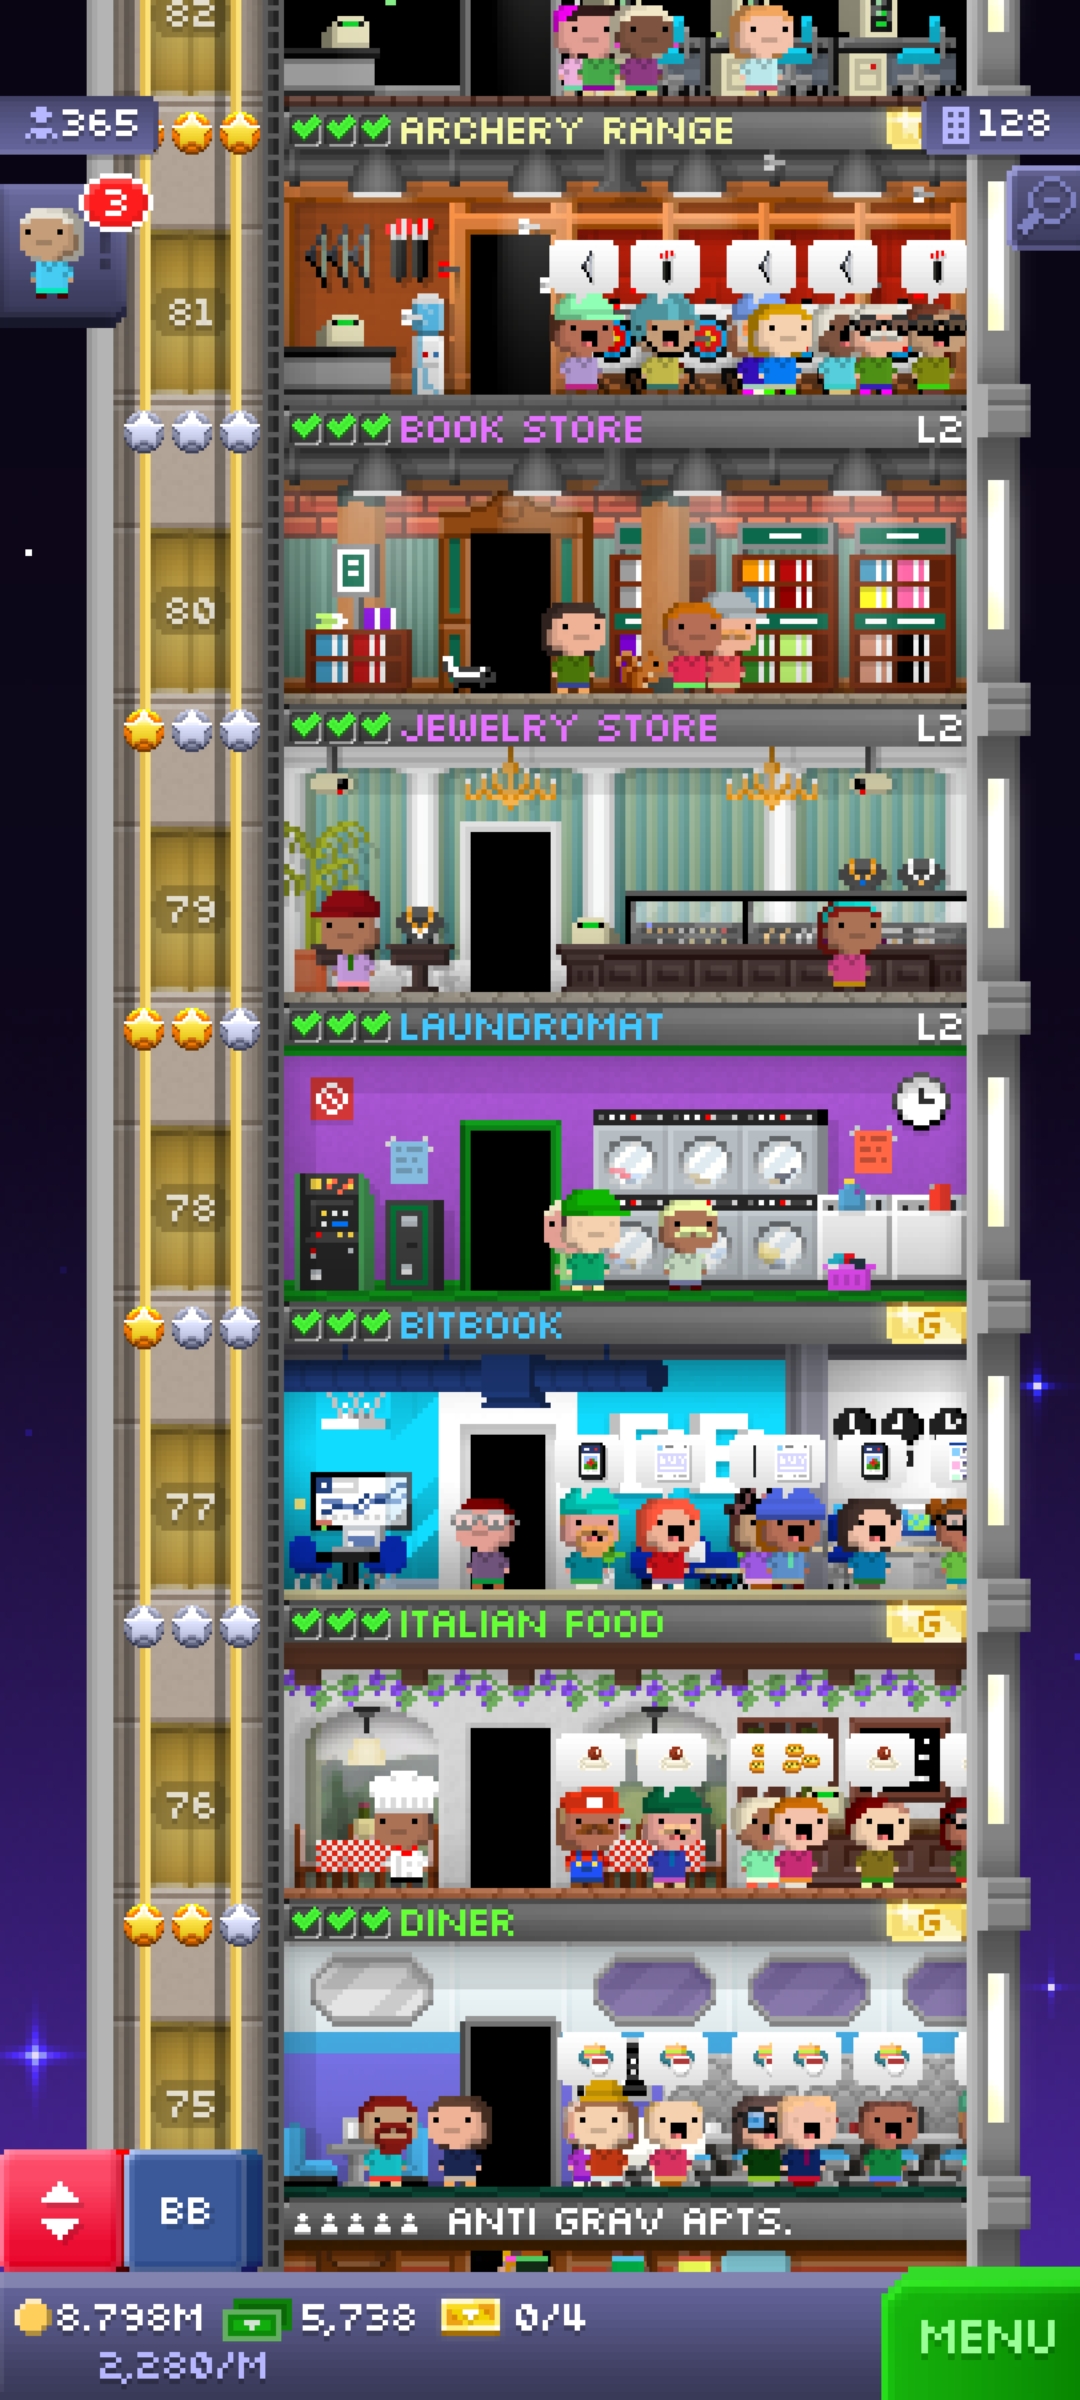 82
365
ARCHERY RANGE
128
3
81
BOOK STORE L2
80
JEWELRY STORE L2
79
LAUNDROMAT L2
78
BITBOOK G
77
ITALIAN FOOD G
76
DINER G
75
BB
ANTI GRAV APTS.
8.798M 5,738 0/4
2,280/M
MENU